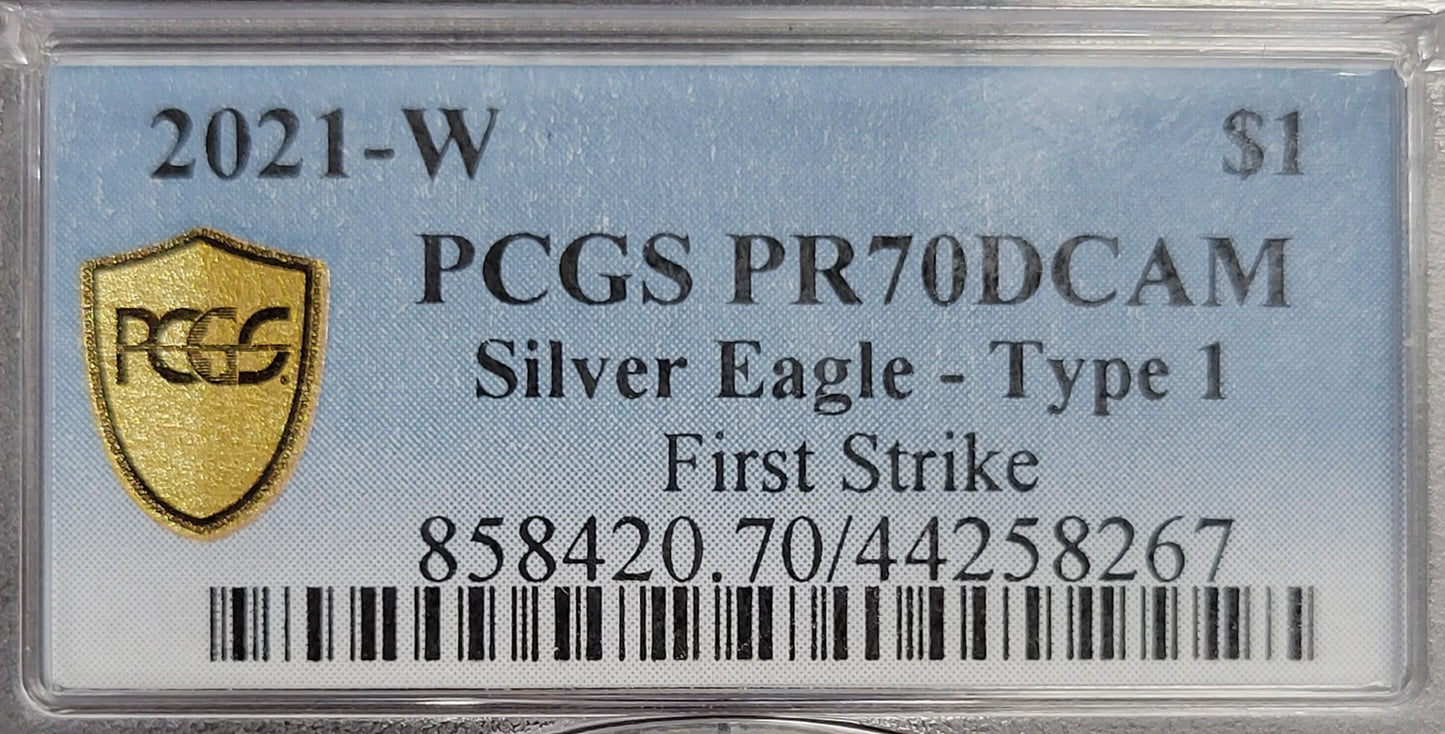 2021-W $1
PCGS PR70DCAM
PCGS.
Silver Eagle - Type 1
First Strike
858420.70/44258267